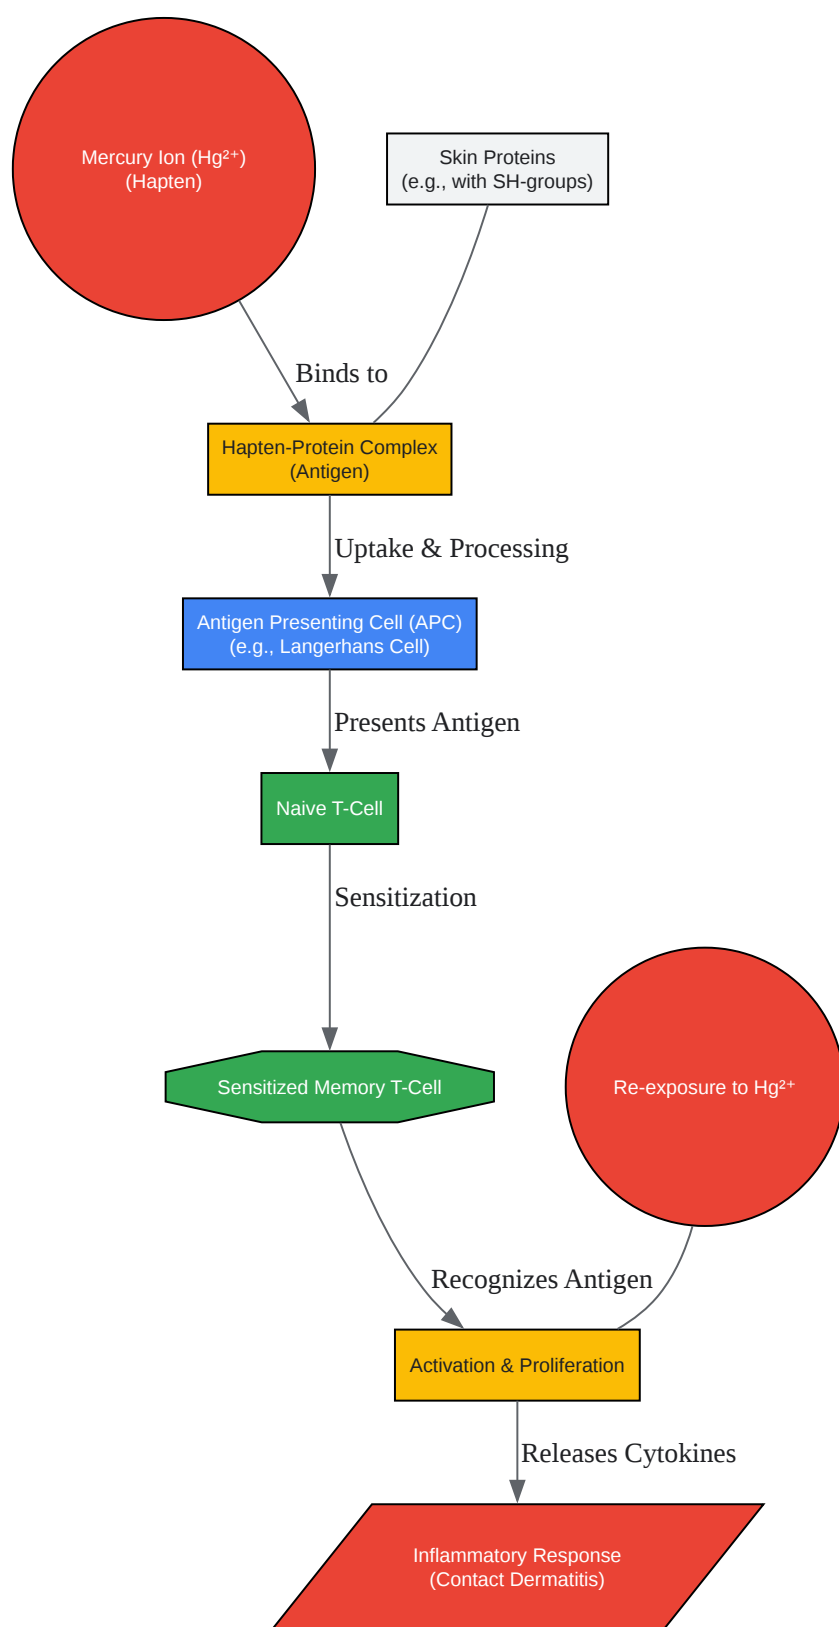 Mercury Ion (Hg²⁺)
(Hapten)
Skin Proteins
(e.g., with SH-groups)
Binds to
Hapten-Protein Complex
(Antigen)
Uptake & Processing
Antigen Presenting Cell (APC)
(e.g., Langerhans Cell)
Presents Antigen
Naive T-Cell
Sensitization
Sensitized Memory T-Cell
Re-exposure to Hg²⁺
Recognizes Antigen
Activation & Proliferation
Releases Cytokines
Inflammatory Response
(Contact Dermatitis)